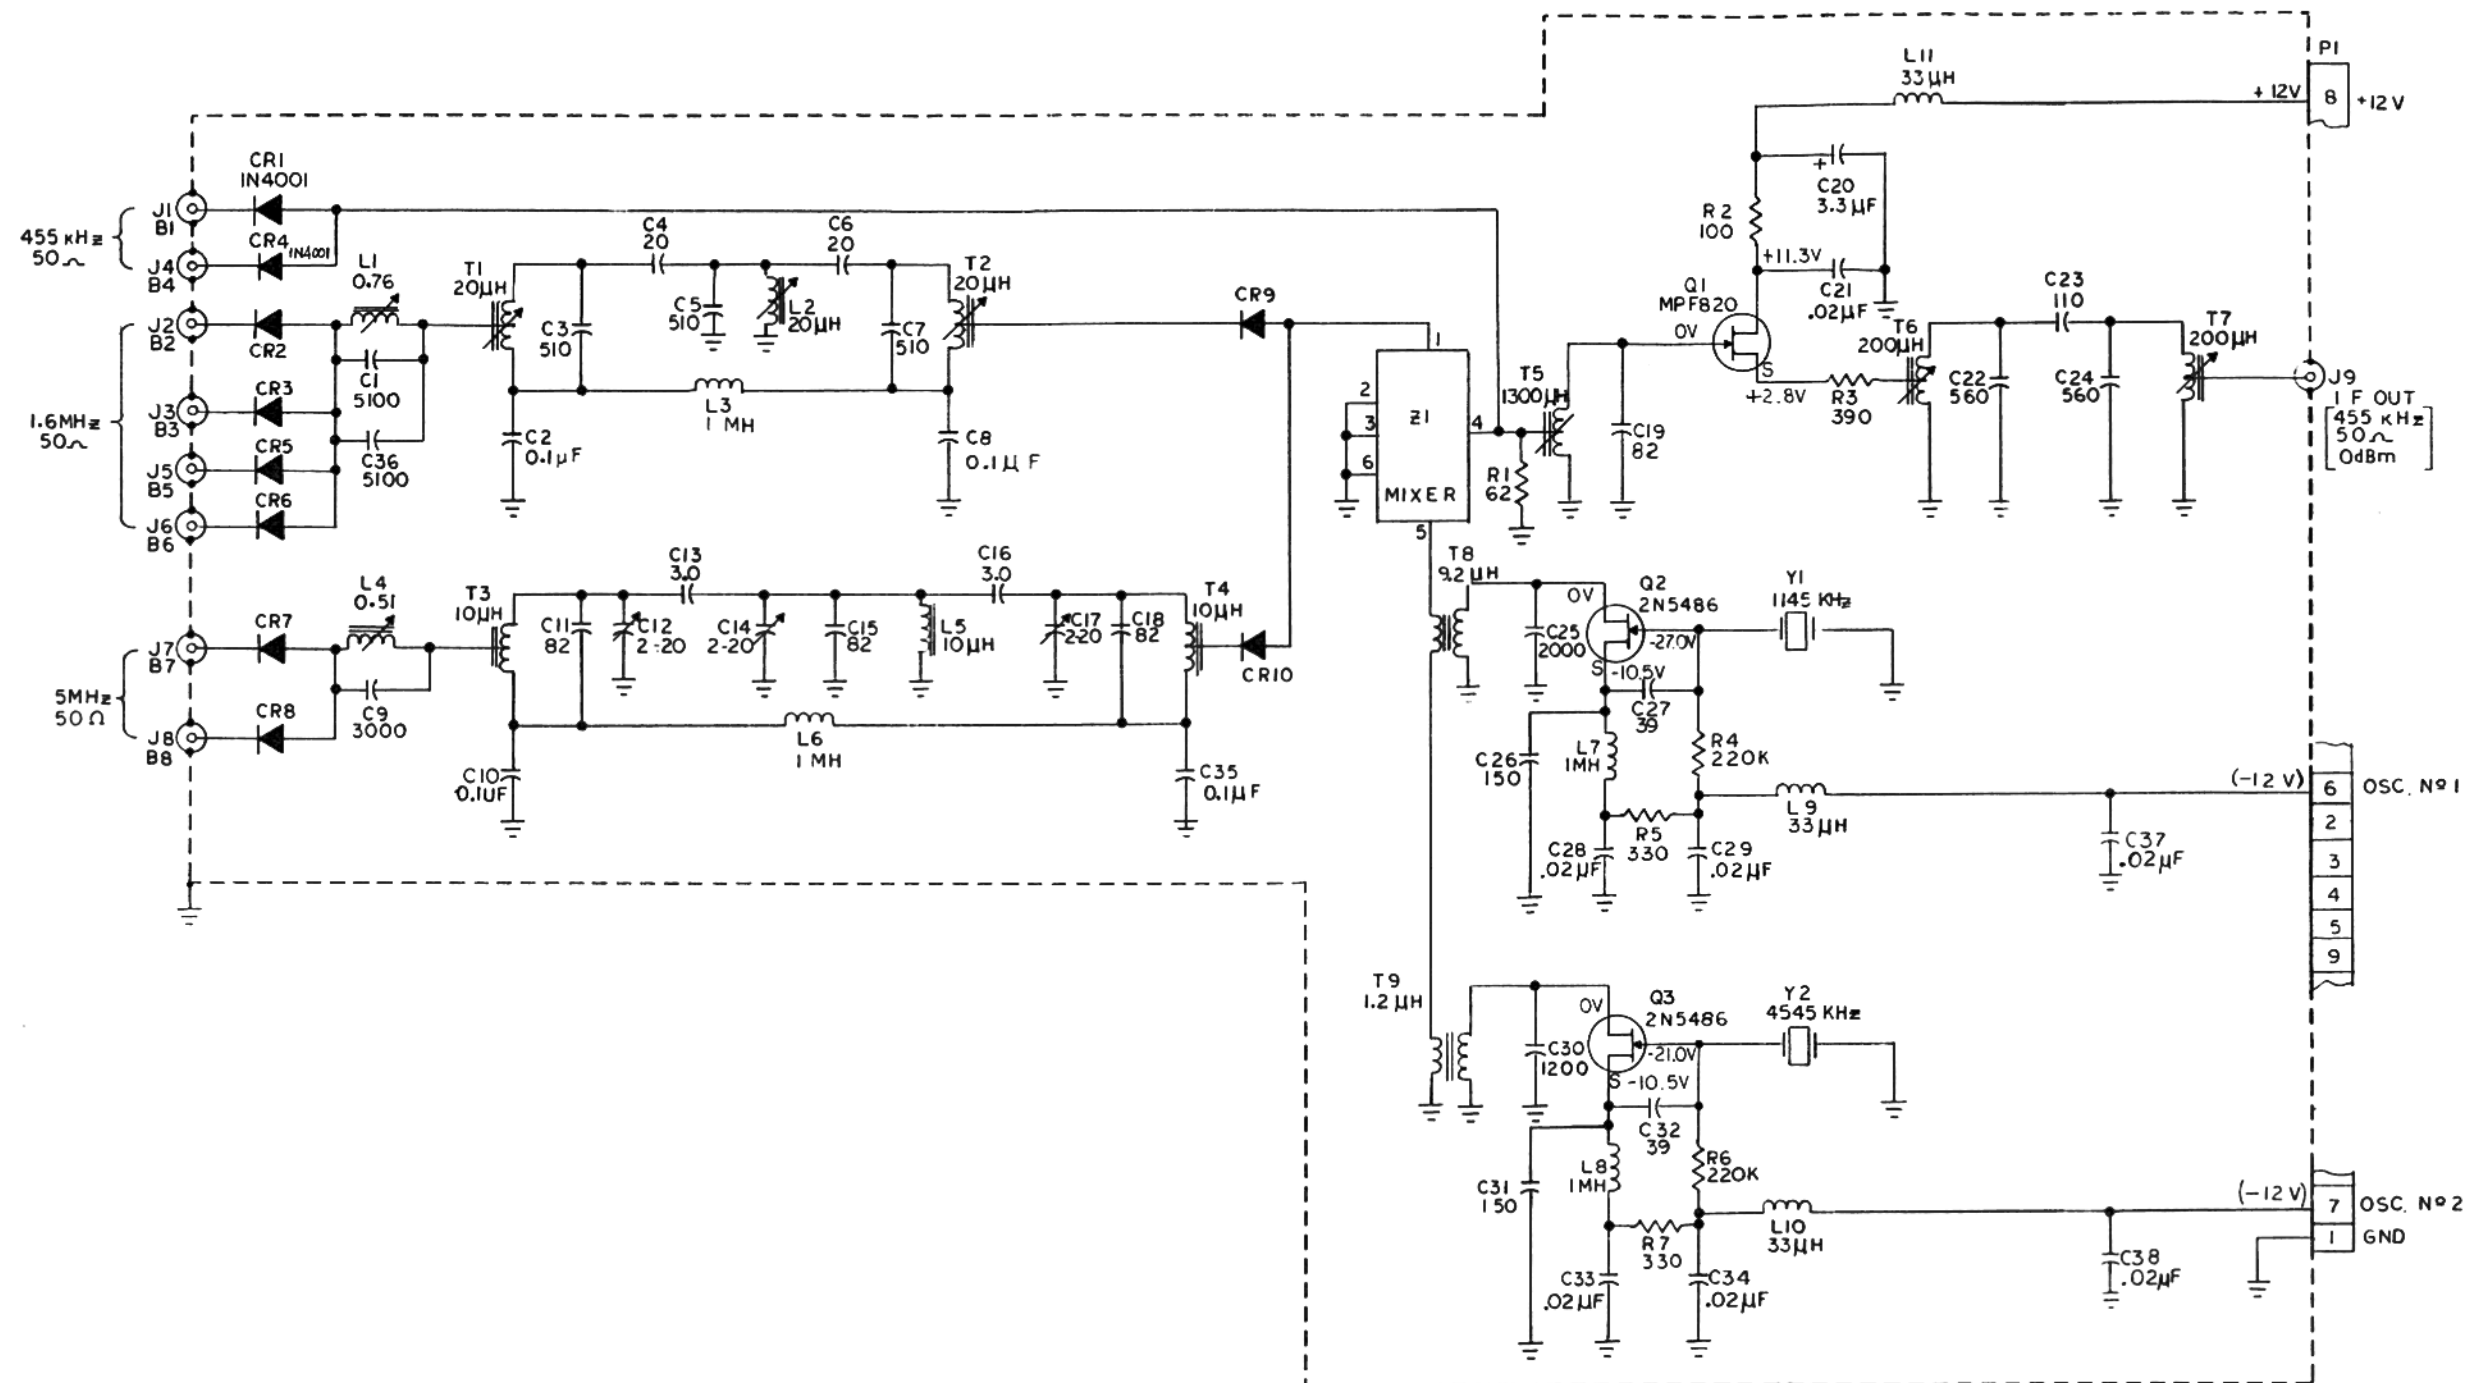 P1
L11
33µH
+12V
8
+12V
CR1
1N4001
J1
B1
455 KHz
50Ω
CR4
1N4001
J4
B4
L1
0.76
T1
20µH
C4
20
C6
20
T2
20µH
C20
3.3µF
R2
100
+11.3V
C21
.02µF
J2
B2
CR2
C3
510
C5
510
L2
20µH
C7
510
CR9
Q1
MPF820
0V
S
+2.8V
R3
390
T6
200µH
C23
110
T7
200µH
C22
560
C24
560
J9
IF OUT
455 KHz
50Ω
0dBm
1.6MHz
50Ω
CR3
J3
B3
C1
5100
CR5
J5
B5
C36
5100
CR6
J6
B6
L3
1MH
C2
0.1µF
C8
0.1µF
1
2
3
6
Z1
4
MIXER
5
T5
1300µH
R1
62
C19
82
5MHz
50Ω
L4
0.51
CR7
J7
B7
CR8
J8
B8
C9
3000
T3
10µH
C11
82
C12
2-20
C13
3.0
C14
2-20
C15
82
L5
10µH
C16
3.0
C17
2-20
C18
82
T4
10µH
CR10
L6
1MH
C10
0.1UF
C35
0.1µF
T8
9.2µH
0V
Q2
2N5486
Y1
1145 KHz
C25
2000
-27.0V
S
-10.5V
C27
39
L7
1MH
R4
220K
C26
150
R5
330
C28
.02µF
C29
.02µF
L9
33µH
(-12V)
C37
.02µF
6
OSC. Nº1
2
3
4
5
9
T9
1.2µH
0V
Q3
2N5486
Y2
4545 KHz
C30
1200
-21.0V
S
-10.5V
C32
39
L8
1MH
R6
220K
C31
150
R7
330
L10
33µH
C33
.02µF
C34
.02µF
(-12V)
C38
.02µF
7
OSC. Nº2
1
GND